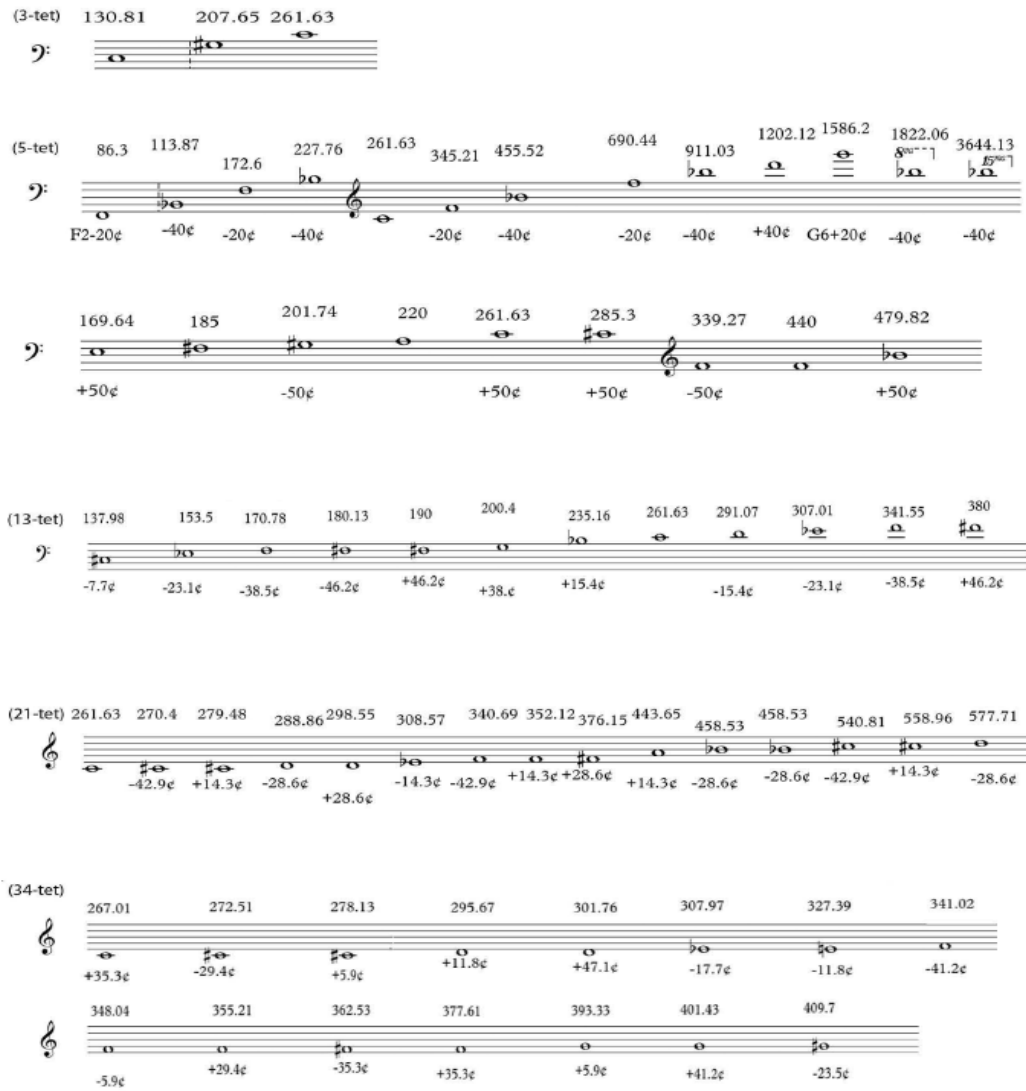 (3-tet) 130.81 207.65 261.63
(5-tet) 86.3 113.87 172.6 227.76 261.63 345.21 455.52 690.44 911.03 1202.12 1586.2 1822.06 3644.13
8va 15ma
F2-20¢ -40¢ -20¢ -40¢ -20¢ -40¢ -20¢ -40¢ +40¢ G6+20¢ -40¢ -40¢
169.64 185 201.74 220 261.63 285.3 339.27 440 479.82
+50¢ -50¢ +50¢ +50¢ -50¢ +50¢
(13-tet) 137.98 153.5 170.78 180.13 190 200.4 235.16 261.63 291.07 307.01 341.55 380
-7.7¢ -23.1¢ -38.5¢ -46.2¢ +46.2¢ +38.¢ +15.4¢ -15.4¢ -23.1¢ -38.5¢ +46.2¢
(21-tet) 261.63 270.4 279.48 288.86 298.55 308.57 340.69 352.12 376.15 443.65 458.53 458.53 540.81 558.96 577.71
-42.9¢ +14.3¢ -28.6¢ +28.6¢ -14.3¢ -42.9¢ +14.3¢ +28.6¢ +14.3¢ -28.6¢ -28.6¢ -42.9¢ +14.3¢ -28.6¢
(34-tet)
267.01 272.51 278.13 295.67 301.76 307.97 327.39 341.02
+35.3¢ -29.4¢ +5.9¢ +11.8¢ +47.1¢ -17.7¢ -11.8¢ -41.2¢
348.04 355.21 362.53 377.61 393.33 401.43 409.7
-5.9¢ +29.4¢ -35.3¢ +35.3¢ +5.9¢ +41.2¢ -23.5¢